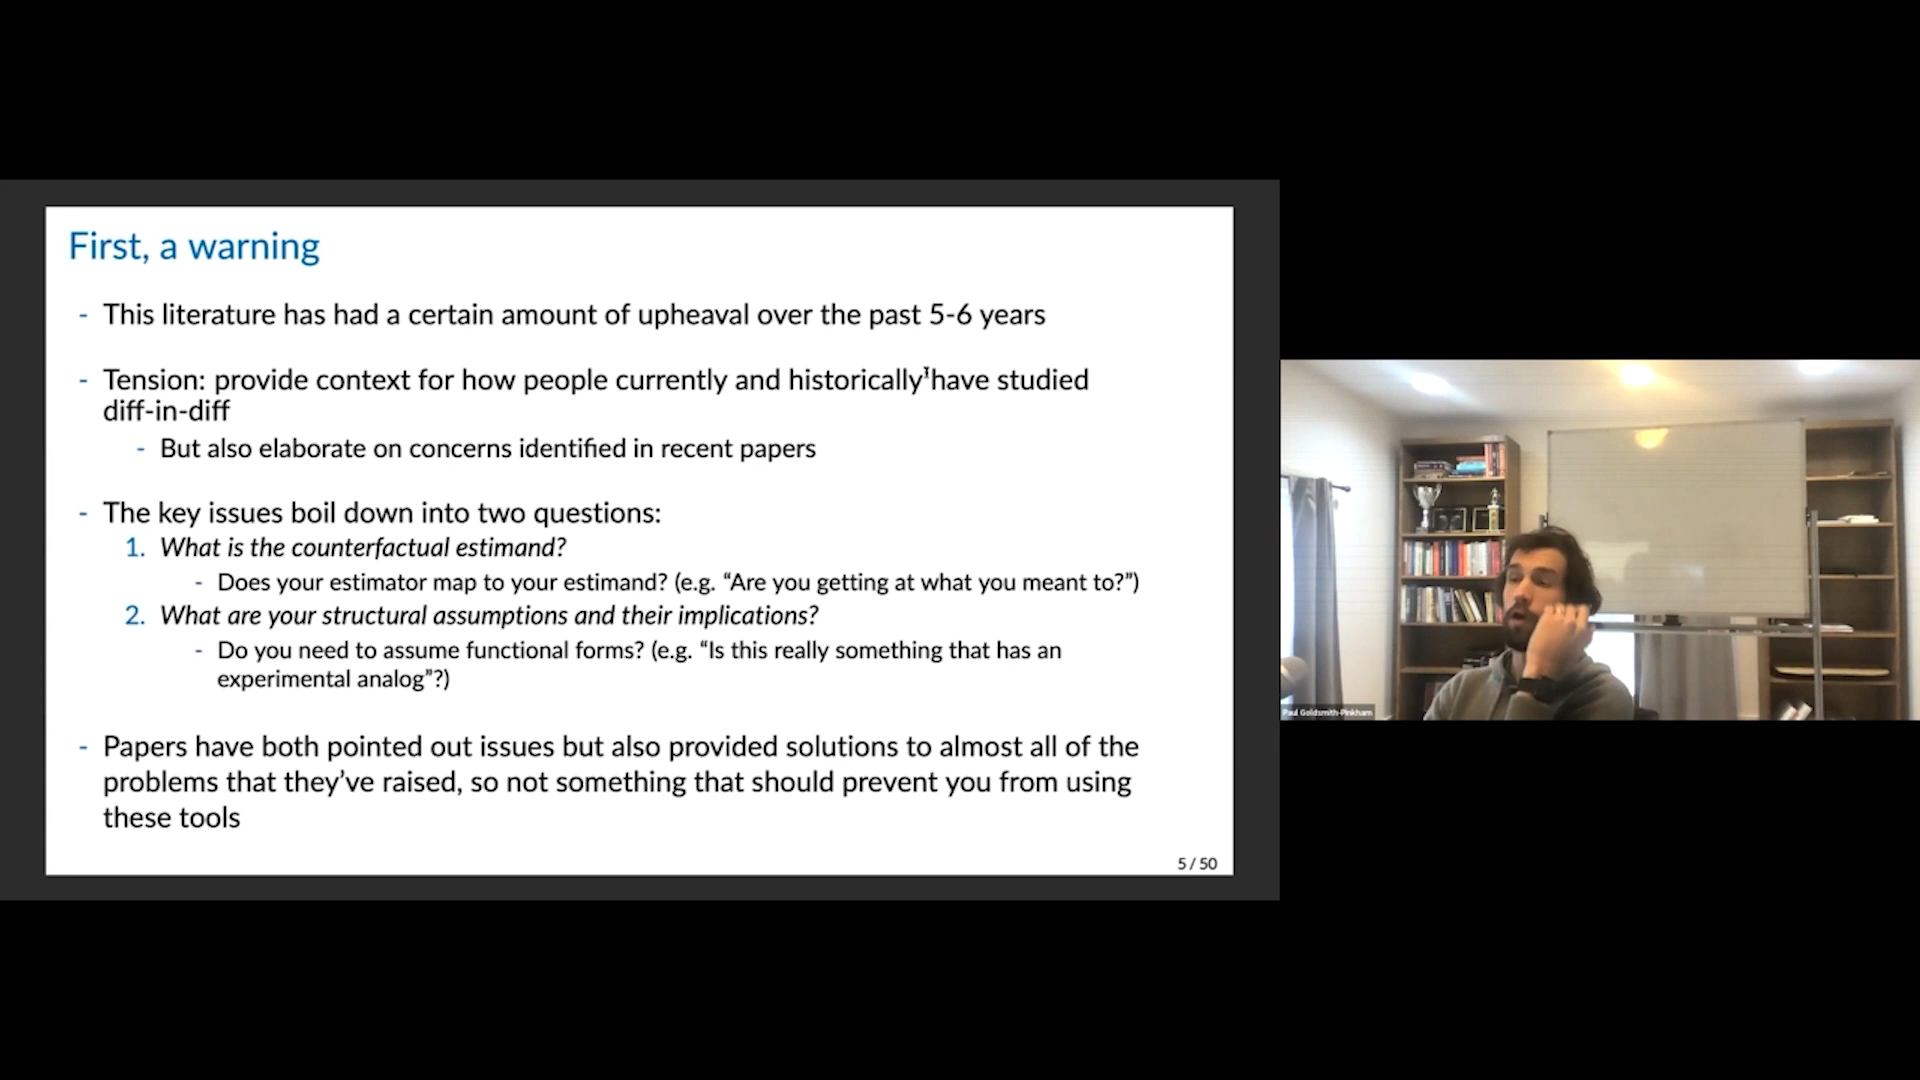 First, a warning
- This literature has had a certain amount of upheaval over the past 5-6 years
- Tension: provide context for how people currently and historically have studied
diff-in-diff
- But also elaborate on concerns identified in recent papers
- The key issues boil down into two questions:
1. What is the counterfactual estimand?
- Does your estimator map to your estimand? (e.g. “Are you getting at what you meant to?”)
2. What are your structural assumptions and their implications?
- Do you need to assume functional forms? (e.g. “Is this really something that has an
experimental analog”?)
- Papers have both pointed out issues but also provided solutions to almost all of the
problems that they’ve raised, so not something that should prevent you from using
these tools
5 / 50
Paul Goldsmith-Pinkham